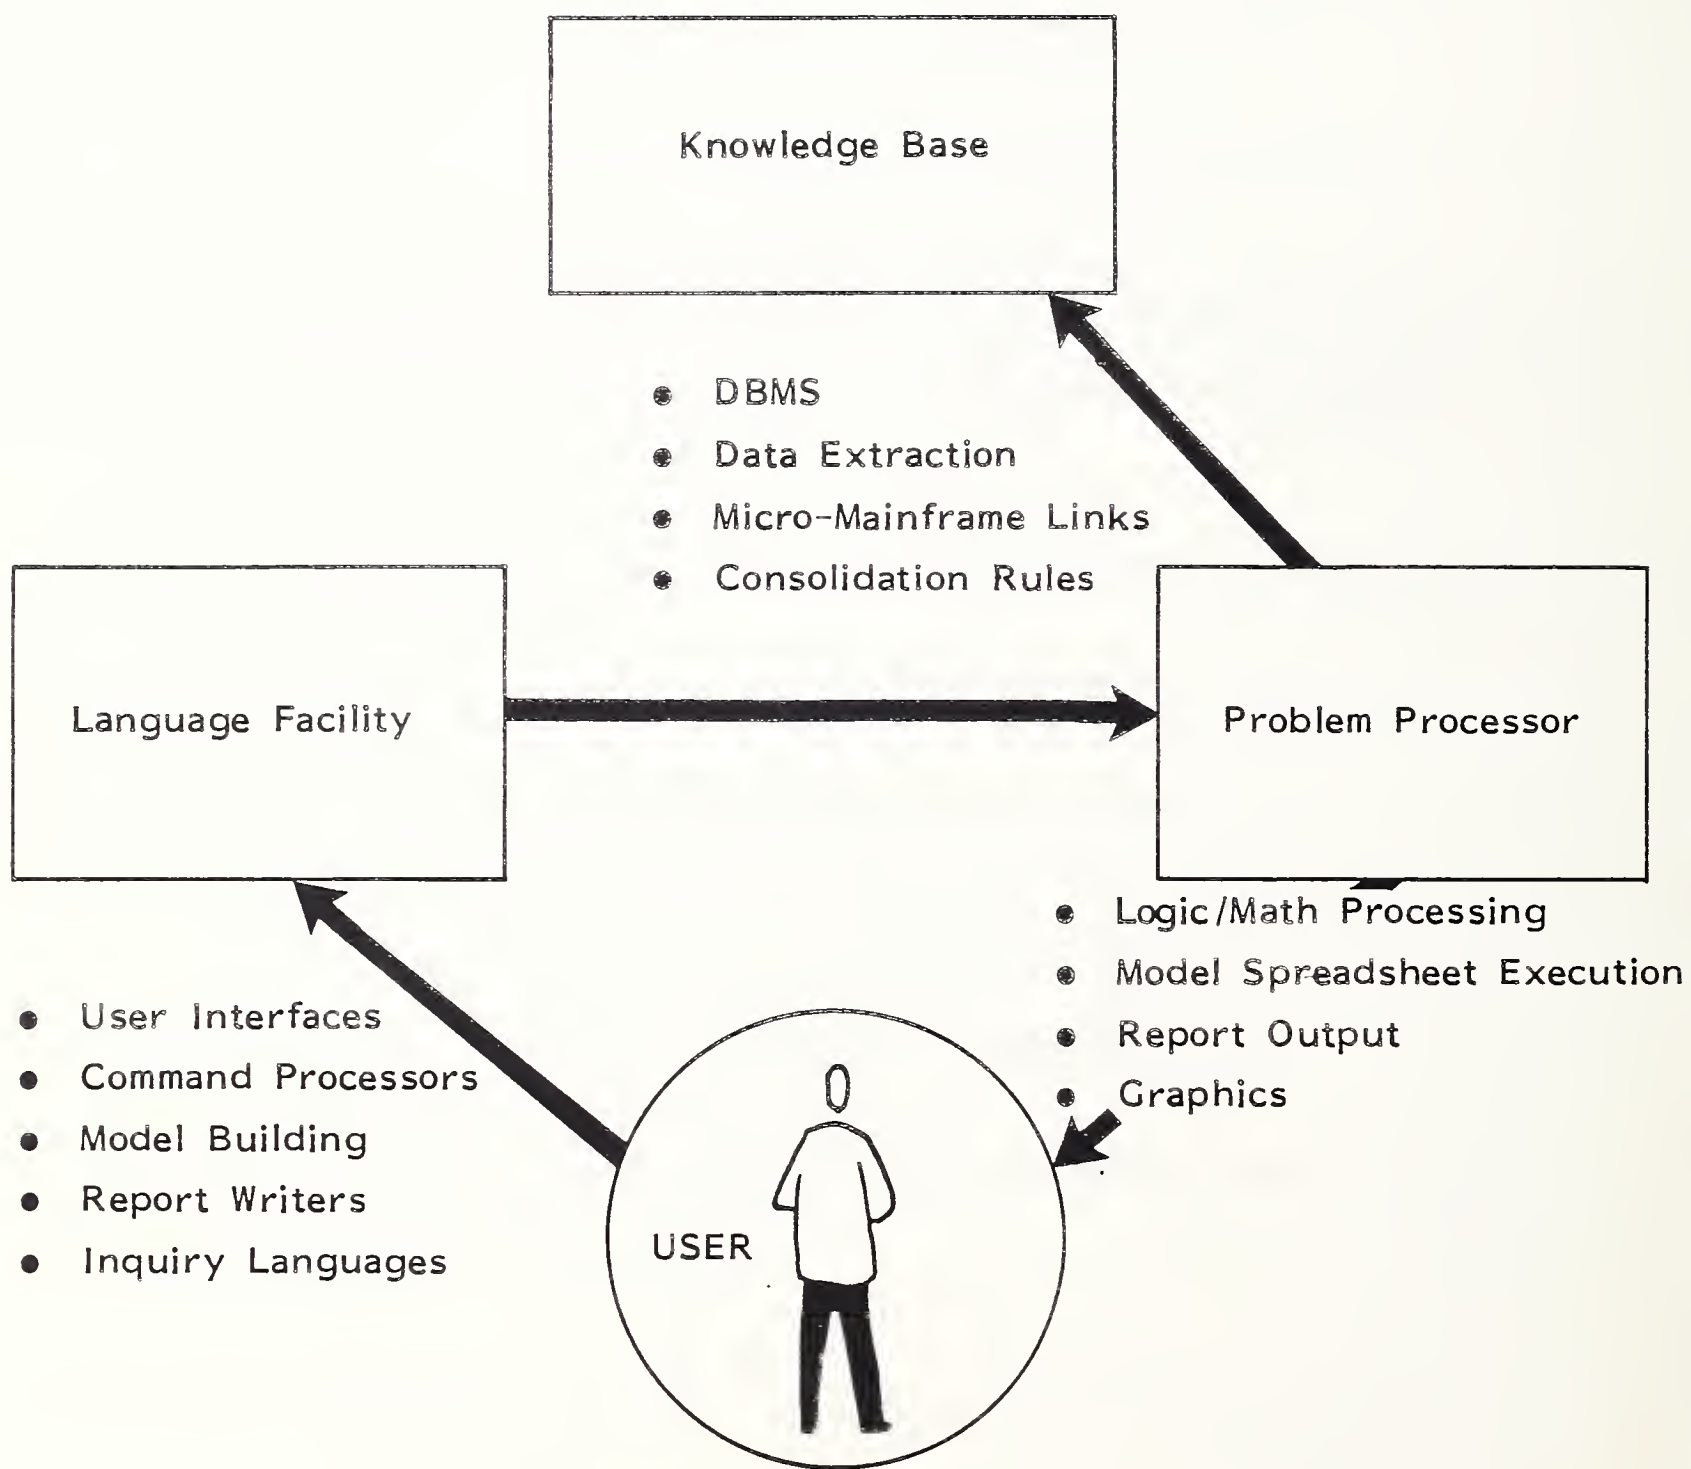 Knowledge Base
• DBMS
• Data Extraction
• Micro-Mainframe Links
• Consolidation Rules
Language Facility
Problem Processor
• Logic/Math Processing
• Model Spreadsheet Execution
• Report Output
• Graphics
• User Interfaces
• Command Processors
• Model Building
• Report Writers
• Inquiry Languages
USER